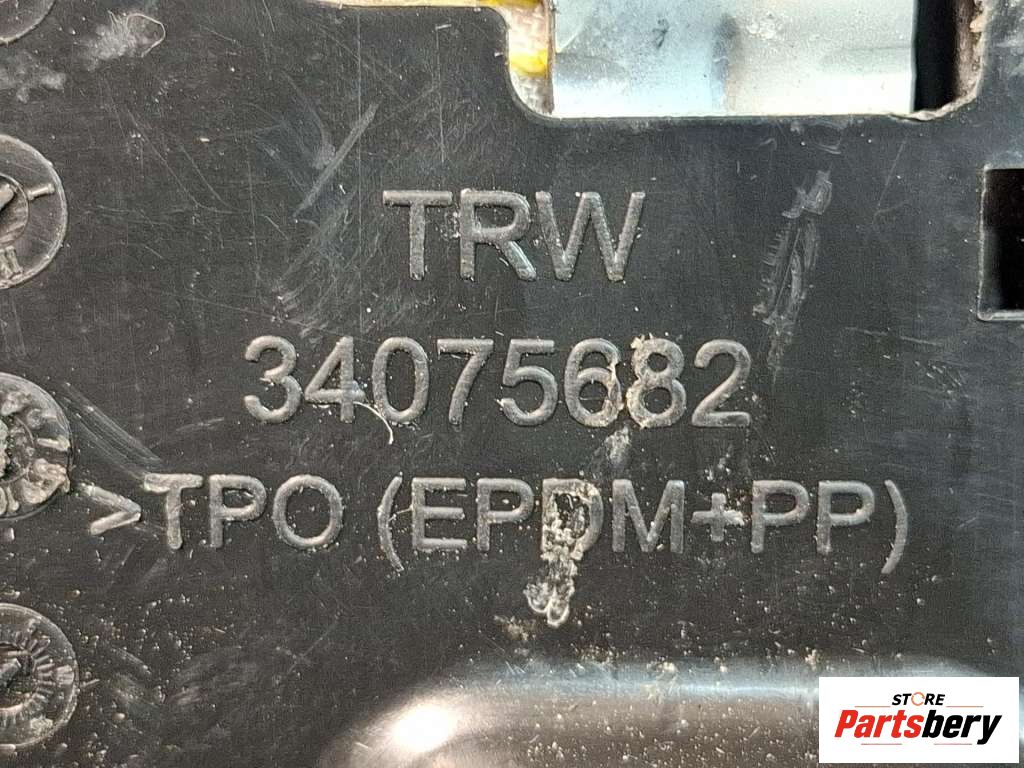 TRW
34075682
>TPO (EPDM+PP)
STORE
Partsbery